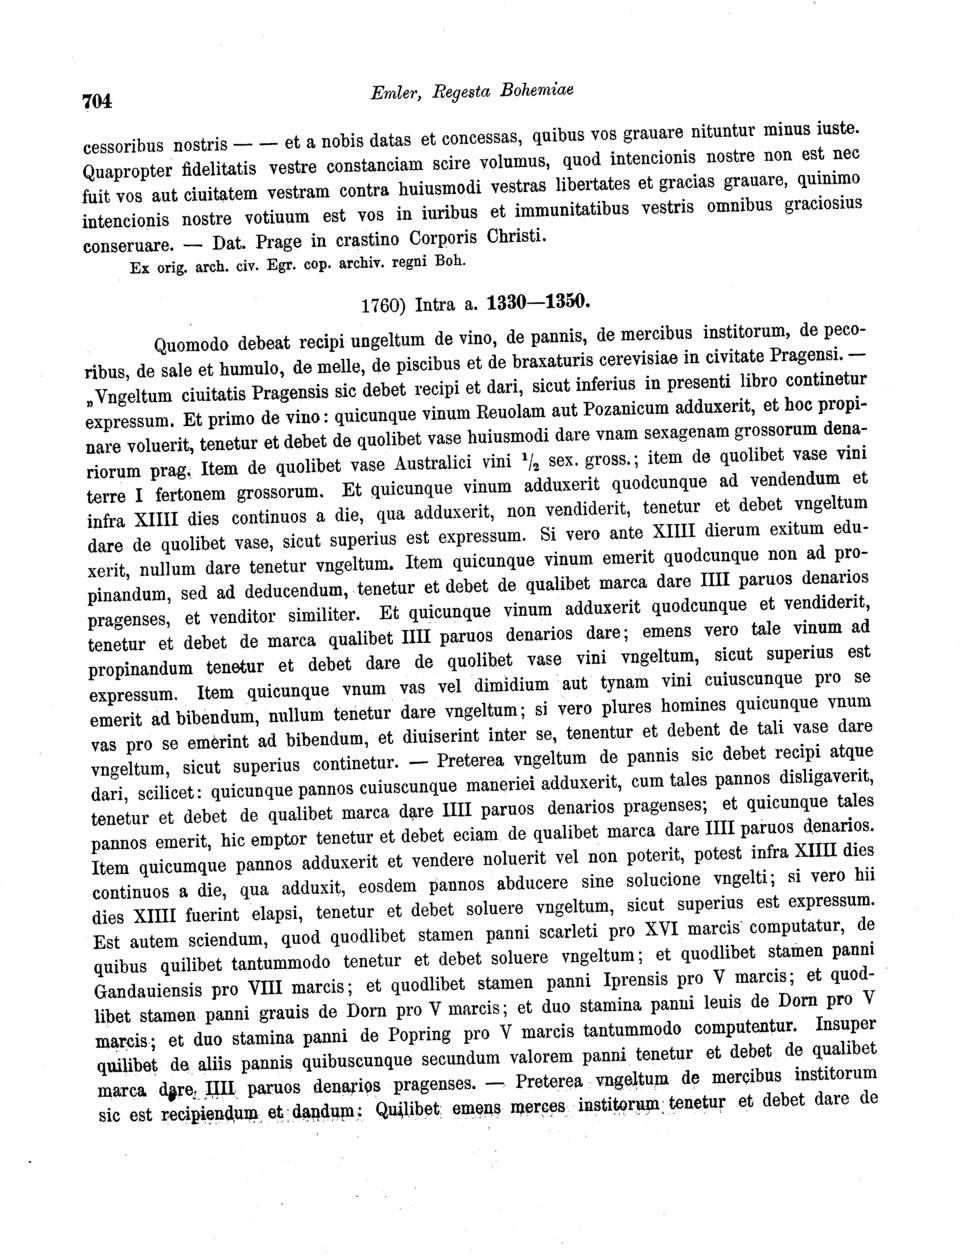 704
Emler, Regesta Bohemiae
cessoribus nostris — — et a nobis datas et concessas, quibus vos grauare nituntur minus iuste.
Quapropter fidelitatis vestre constanciam scire volumus, quod intencionis nostre non est nec
fuit vos aut ciuitatem vestram contra huiusmodi vestras libertates et gracias grauare, quinimo
intencionis nostre votiuum est vos in iuribus et immunitatibus vestris omnibus graciosius
conseruare. — Dat. Prage in crastino Corporis Christi.
Ex orig. arch. civ. Egr. cop. archiv. regni Boh.
1760) Intra a. 1330—1350.
Quomodo debeat recipi ungeltum de vino, de pannis, de mercibus institorum, de peco-
ribus, de sale et humulo, de melle, de piscibus et de braxaturis cerevisiae in civitate Pragensi. —
„Vngeltum ciuitatis Pragensis sic debet recipi et dari, sicut inferius in presenti libro continetur
expressum. Et primo de vino: quicunque vinum Reuolam aut Pozanicum adduxerit, et hoc propi-
nare voluerit, tenetur et debet de quolibet vase huiusmodi dare vnam sexagenam grossorum dena-
riorum prag. Item de quolibet vase Australici vini 1/2 sex. gross.; item de quolibet vase vini
terre I fertonem grossorum. Et quicunque vinum adduxerit quodcunque ad vendendum et
infra XIIII dies continuos a die, qua adduxerit, non vendiderit, tenetur et debet vngeltum
dare de quolibet vase, sicut superius est expressum. Si vero ante XIIII dierum exitum edu-
xerit, nullum dare tenetur vngeltum. Item quicunque vinum emerit quodcunque non ad pro-
pinandum, sed ad deducendum, tenetur et debet de qualibet marca dare IIII paruos denarios
pragenses, et venditor similiter. Et quicunque vinum adduxerit quodcunque et vendiderit,
tenetur et debet de marca qualibet IIII paruos denarios dare; emens vero tale vinum ad
propinandum tenetur et debet dare de quolibet vase vini vngeltum, sicut superius est
expressum. Item quicunque vnum vas vel dimidium aut tynam vini cuiuscunque pro se
emerit ad bibendum, nullum tenetur dare vngeltum; si vero plures homines quicunque vnum
vas pro se emerint ad bibendum, et diuiserint inter se, tenentur et debent de tali vase dare
vngeltum, sicut superius continetur. — Preterea vngeltum de pannis sic debet recipi atque
dari, scilicet: quicunque pannos cuiuscunque maneriei adduxerit, cum tales pannos disligaverit,
tenetur et debet de qualibet marca dare IIII paruos denarios pragenses; et quicunque tales
pannos emerit, hic emptor tenetur et debet eciam de qualibet marca dare IIII paruos denarios.
Item quicumque pannos adduxerit et vendere noluerit vel non poterit, potest infra XIIII dies
continuos a die, qua adduxit, eosdem pannos abducere sine solucione vngelti; si vero hii
dies XIIII fuerint elapsi, tenetur et debet soluere vngeltum, sicut superius est expressum.
Est autem sciendum, quod quodlibet stamen panni scarleti pro XVI marcis computatur, de
quibus quilibet tantummodo tenetur et debet soluere vngeltum; et quodlibet stamen panni
Gandauiensis pro VIII marcis; et quodlibet stamen panni Iprensis pro V marcis; et quod-
libet stamen panni grauis de Dorn pro V marcis; et duo stamina panni leuis de Dorn pro V
marcis; et duo stamina panni de Popring pro V marcis tantummodo computentur. Insuper
quilibet de aliis pannis quibuscunque secundum valorem panni tenetur et debet de qualibet
marca dare IIII paruos denarios pragenses. — Preterea vngeltum de mercibus institorum
sic est recipiendum et dandum: Quilibet emens merces institorum tenetur et debet dare de